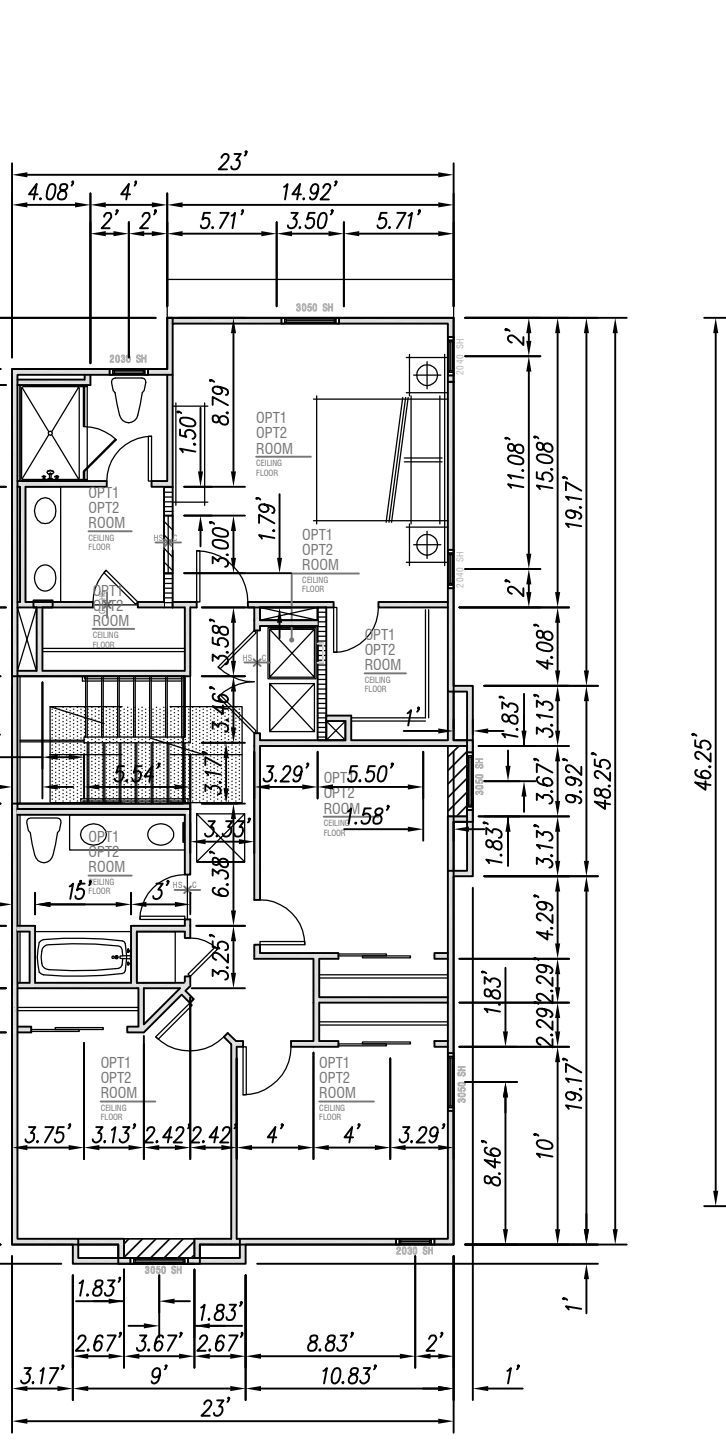 23'
4.08' 4' 14.92'
2' 2' 5.71' 3.50' 5.71'
3050 SH
2'
2030 SH
2040 SH
8.79'
1.50'
OPT1
OPT2
ROOM
CEILING
FLOOR
11.08'
15.08'
19.17'
OPT1
OPT2
ROOM
CEILING
FLOOR
1.79'
3.00'
HS C
OPT1
OPT2
ROOM
CEILING
FLOOR
2040 SH
2'
OPT1
OPT2
ROOM
CEILING
FLOOR
3.58'
HS C
OPT1
OPT2
ROOM
CEILING
FLOOR
4.08'
3.46'
1'
1.83'
3.13'
46.25'
5.54'
3.17'
3.29' 5.50'
OPT1
OPT2
ROOM
CEILING
FLOOR
3050 SH
3.67'
9.92'
48.25'
1.58'
3.33'
1.83'
3.13'
OPT1
OPT2
ROOM
CEILING
FLOOR
6.38'
HS C
15' 3'
4.29'
3.25'
1.83'
2.29'
2.29'
OPT1
OPT2
ROOM
CEILING
FLOOR
OPT1
OPT2
ROOM
CEILING
FLOOR
3050 SH
19.17'
3.75' 3.13' 2.42' 2.42' 4' 4' 3.29'
8.46'
10'
2030 SH
3050 SH
1.83'
1.83'
1'
2.67' 3.67' 2.67' 8.83' 2'
3.17' 9' 10.83' 1'
23'